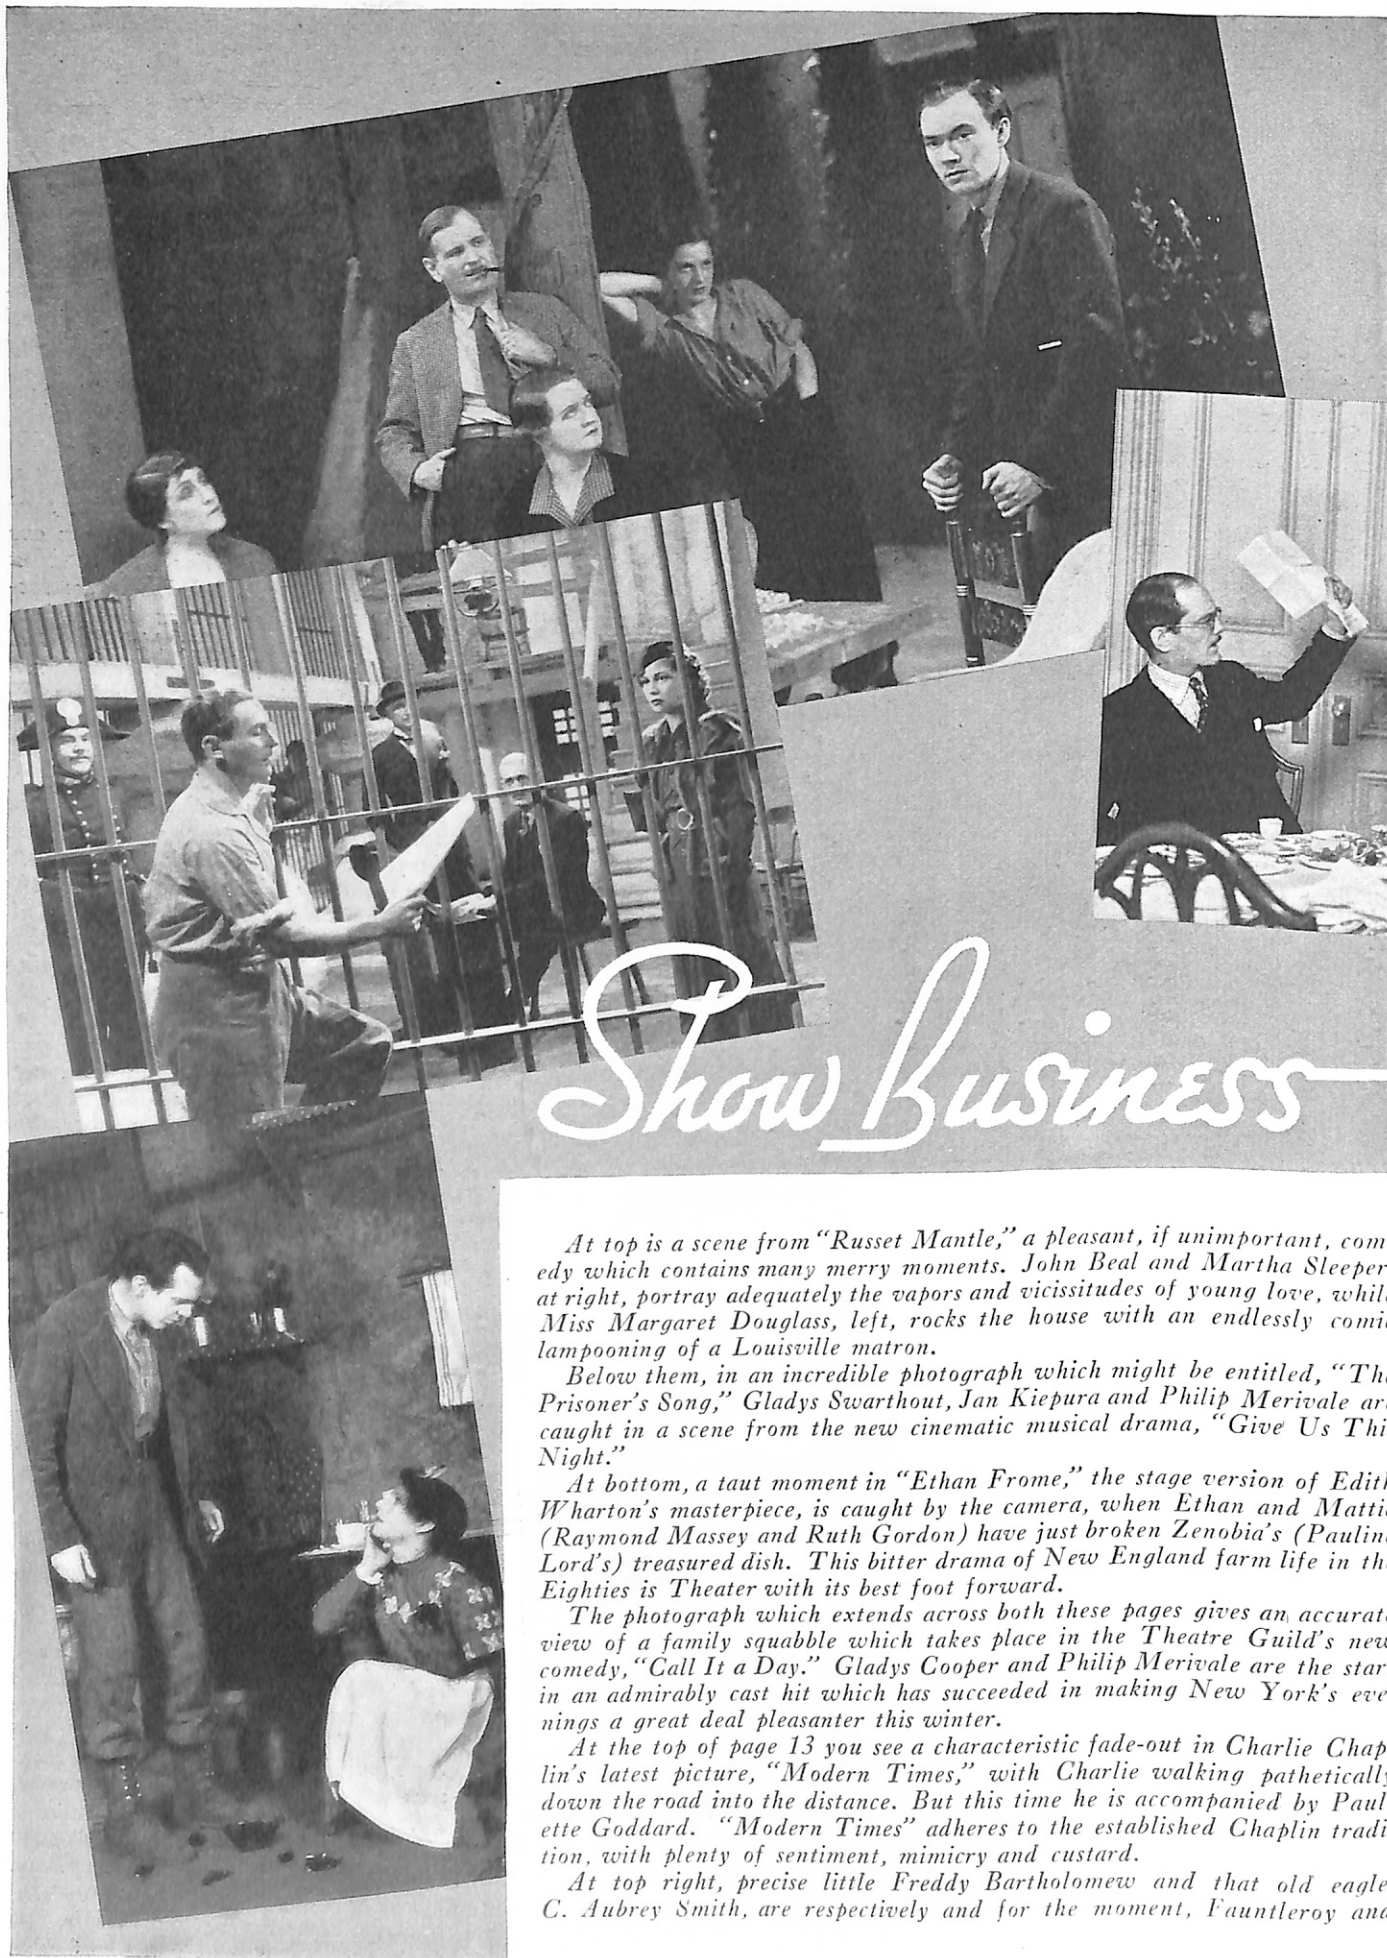 Show Business
At top is a scene from "Russet Mantle," a pleasant, if unimportant, com-
edy which contains many merry moments. John Beal and Martha Sleeper
at right, portray adequately the vapors and vicissitudes of young love, whil
Miss Margaret Douglass, left, rocks the house with an endlessly comi
lampooning of a Louisville matron.
Below them, in an incredible photograph which might be entitled, "Th
Prisoner's Song," Gladys Swarthout, Jan Kiepura and Philip Merivale ar
caught in a scene from the new cinematic musical drama, "Give Us Thi
Night."
At bottom, a taut moment in "Ethan Frome," the stage version of Edit
Wharton's masterpiece, is caught by the camera, when Ethan and Matti
(Raymond Massey and Ruth Gordon) have just broken Zenobia's (Paulin
Lord's) treasured dish. This bitter drama of New England farm life in th
Eighties is Theater with its best foot forward.
The photograph which extends across both these pages gives an accurat
view of a family squabble which takes place in the Theatre Guild's new
comedy, "Call It a Day." Gladys Cooper and Philip Merivale are the star
in an admirably cast hit which has succeeded in making New York's eve
nings a great deal pleasanter this winter.
At the top of page 13 you see a characteristic fade-out in Charlie Chap-
lin's latest picture, "Modern Times," with Charlie walking pathetically
down the road into the distance. But this time he is accompanied by Paul
ette Goddard. "Modern Times" adheres to the established Chaplin tradi
tion, with plenty of sentiment, mimicry and custard.
At top right, precise little Freddy Bartholomew and that old eagle
C. Aubrey Smith, are respectively and for the moment, Fauntleroy and